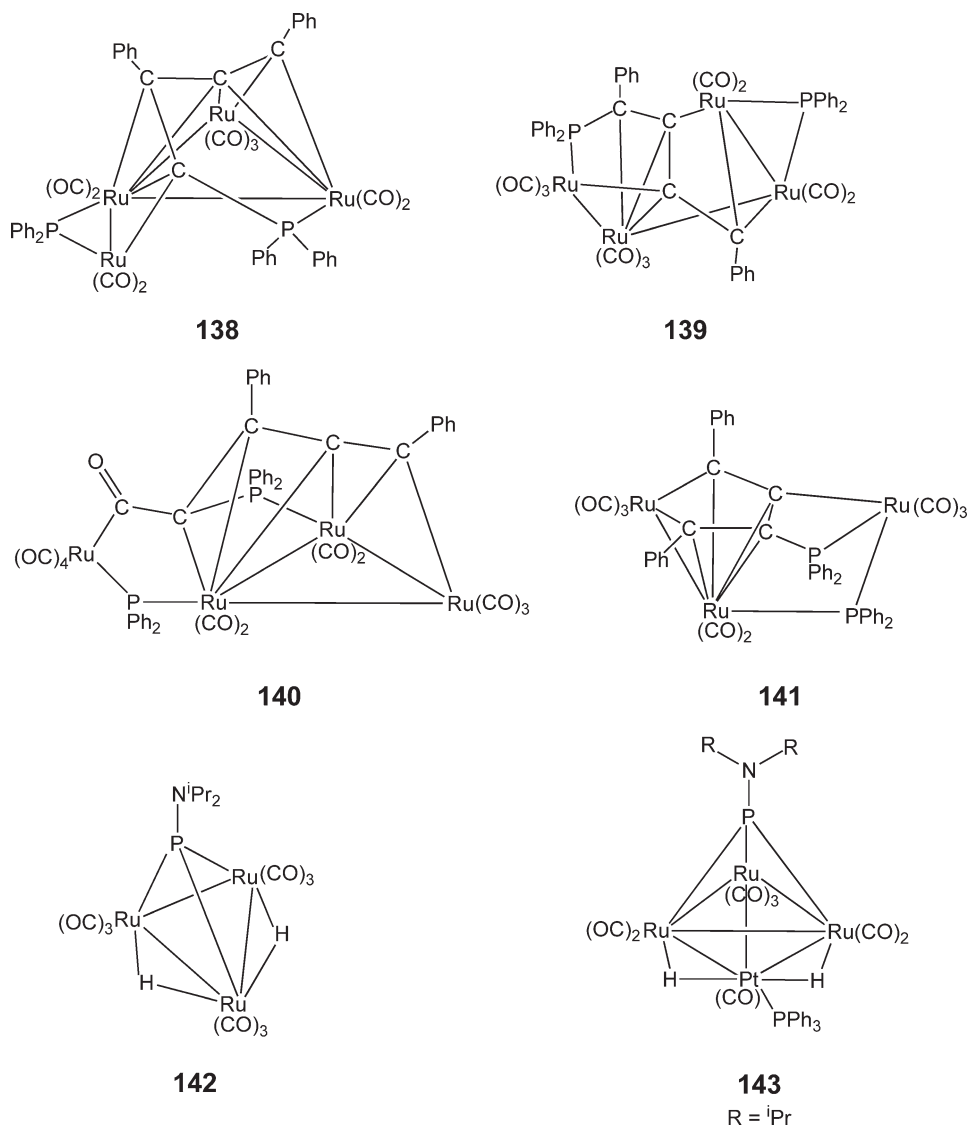 Ph
Ph
C
C
C
Ru
(CO)3
C
(OC)2Ru
Ru(CO)2
Ph2P
P
Ru
(CO)2
Ph
Ph
138
Ph
(CO)2
Ru
PPh2
C
C
Ph2P
(OC)3Ru
C
Ru(CO)2
Ru
(CO)3
C
Ph
139
Ph
Ph
C
C
C
O
Ph2
P
C
C
Ru
(CO)2
(OC)4Ru
P
Ph2
Ru
(CO)2
Ru(CO)3
140
Ph
C
C
(OC)3Ru
Ru(CO)3
C
C
Ph
P
Ph2
Ru
(CO)2
PPh2
141
NiPr2
P
Ru(CO)3
(OC)3Ru
H
H
Ru
(CO)3
142
R
R
N
P
Ru
(CO)3
(OC)2Ru
Ru(CO)2
H
Pt
H
(CO)
PPh3
143
R = iPr